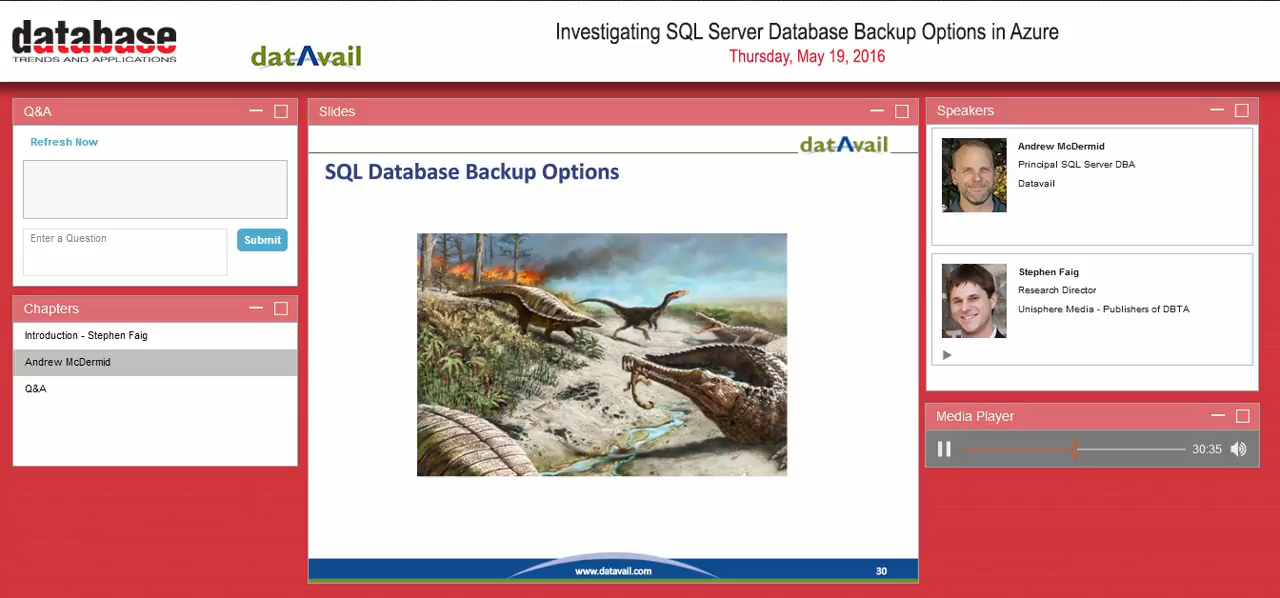 database
TRENDS AND APPLICATIONS
datAvail
Investigating SQL Server Database Backup Options in Azure
Thursday, May 19, 2016
Q&A
Refresh Now
Enter a Question
Submit
Chapters
Introduction - Stephen Faig
Andrew McDermid
Q&A
Slides
datAvail
SQL Database Backup Options
www.datavail.com
30
Speakers
Andrew McDermid
Principal SQL Server DBA
Datavail
Stephen Faig
Research Director
Unisphere Media - Publishers of DBTA
Media Player
30:35